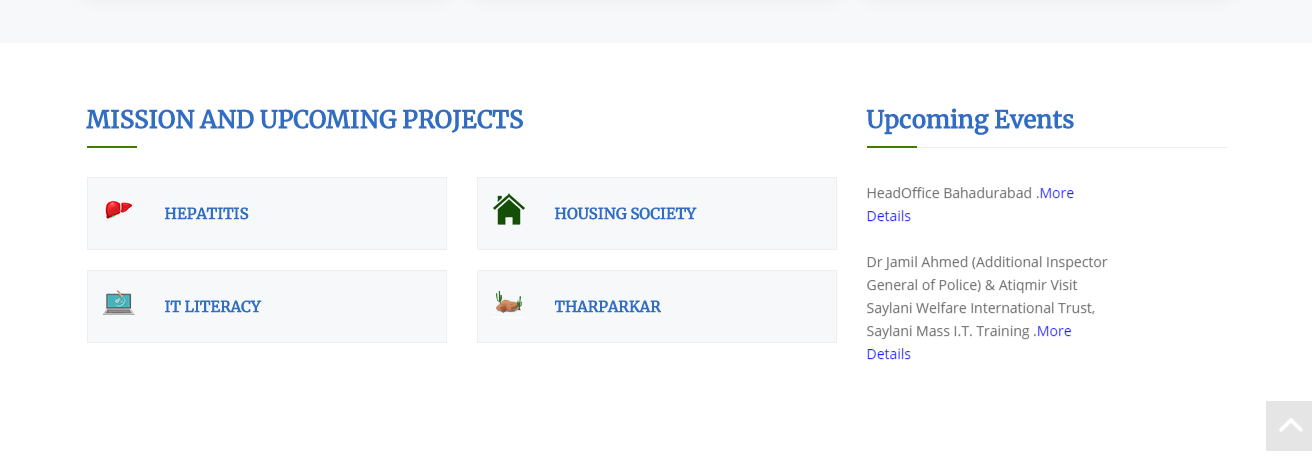 MISSION AND UPCOMING PROJECTS
HEPATITIS
HOUSING SOCIETY
IT LITERACY
THARPARKAR
Upcoming Events
HeadOffice Bahadurabad .More
Details
Dr Jamil Ahmed (Additional Inspector
General of Police) & Atiqmir Visit
Saylani Welfare International Trust,
Saylani Mass I.T. Training .More
Details